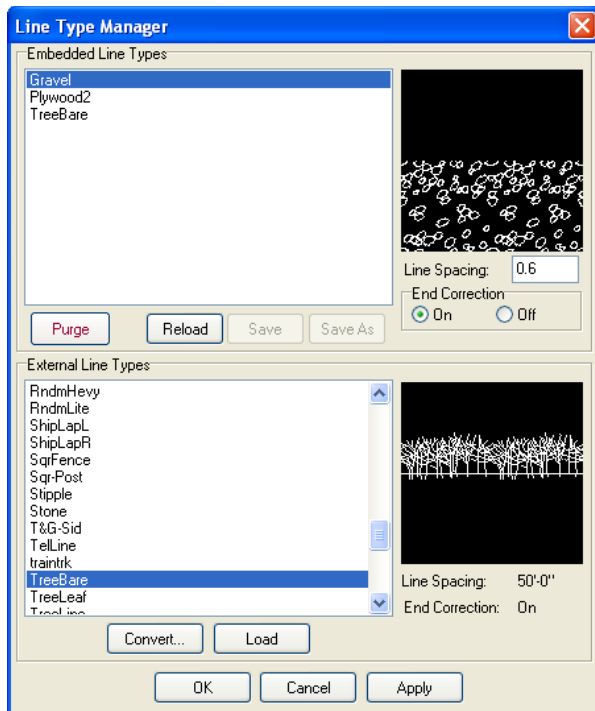 Line Type Manager
Embedded Line Types
Gravel
Plywood2
TreeBare
Line Spacing: 0.6
End Correction
On Off
Purge Reload Save Save As
External Line Types
RndmHevy
RndmLite
ShipLapL
ShipLapR
SqrFence
Sqr-Post
Stipple
Stone
T&G-Sid
TelLine
traintrk
TreeBare
TreeLeaf
TreeLine
Line Spacing: 50'-0"
End Correction: On
Convert... Load
OK Cancel Apply